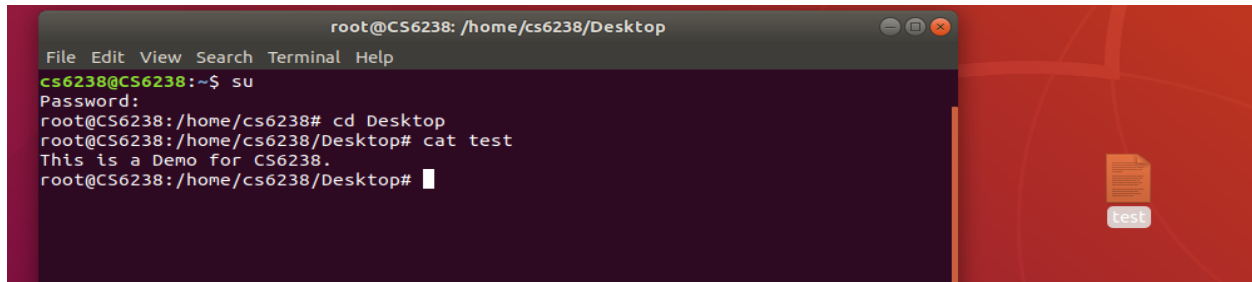 root@CS6238: /home/cs6238/Desktop
File Edit View Search Terminal Help
cs6238@CS6238:~$ su
Password:
root@CS6238:/home/cs6238# cd Desktop
root@CS6238:/home/cs6238/Desktop# cat test
This is a Demo for CS6238.
root@CS6238:/home/cs6238/Desktop#
test